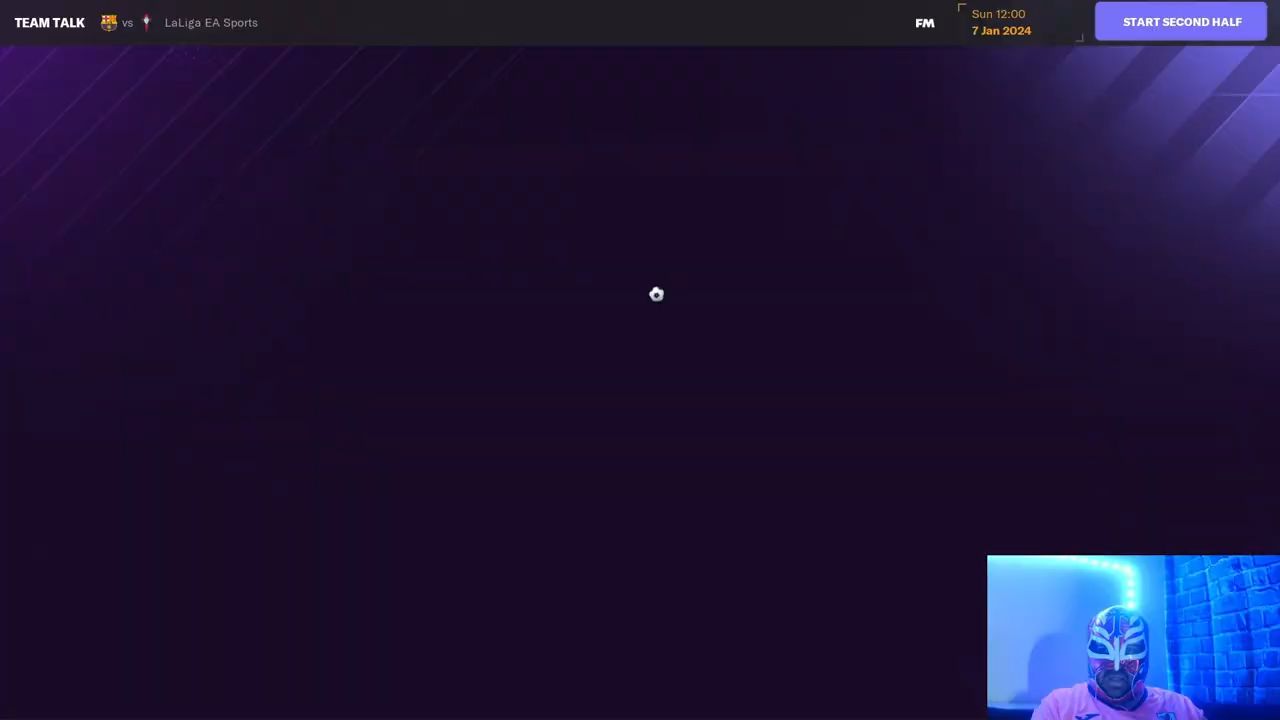 TEAM TALK vs LaLiga EA Sports
FM
Sun 12:00
7 Jan 2024
START SECOND HALF